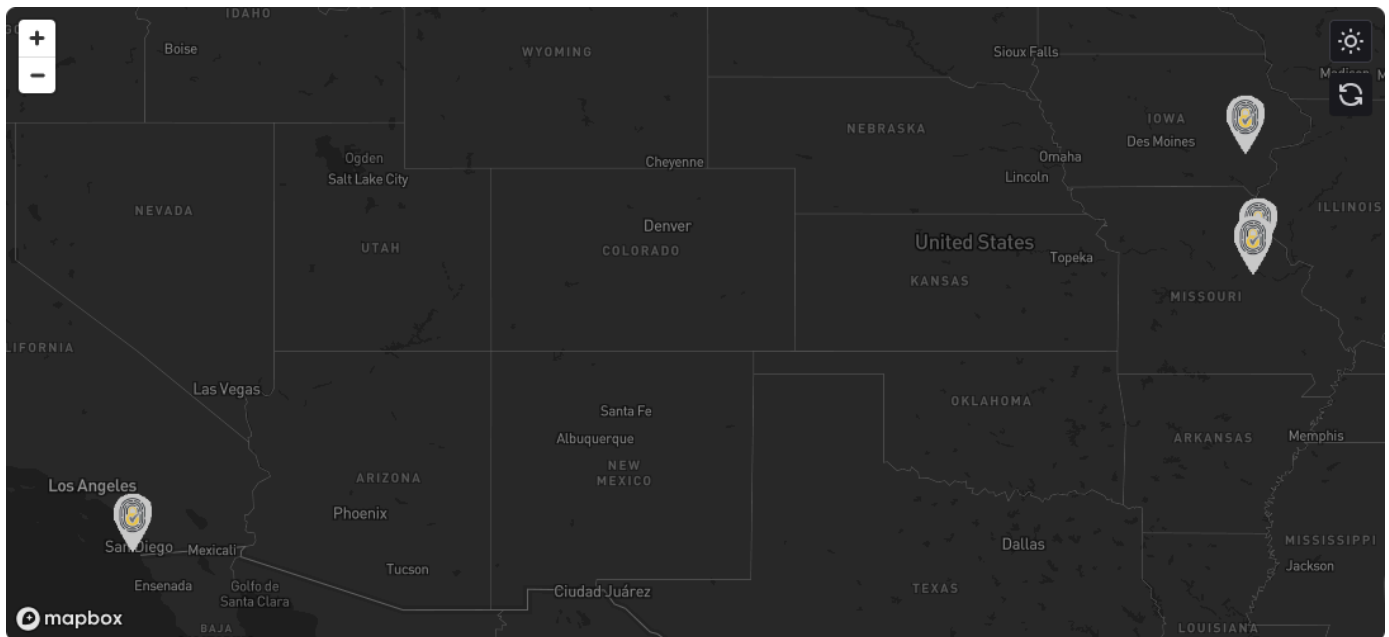 IDAHO
+
Boise
WYOMING
Sioux Falls
−
IOWA
NEBRASKA
Des Moines
Ogden
Cheyenne
Omaha
Salt Lake City
Lincoln
NEVADA
ILLINOIS
Denver
UTAH
COLORADO
United States
Topeka
KANSAS
MISSOURI
LIFORNIA
Las Vegas
OKLAHOMA
Santa Fe
Albuquerque
ARKANSAS
Memphis
NEW
MEXICO
ARIZONA
Los Angeles
Phoenix
San Diego
Mexicali
Dallas
MISSISSIPPI
Tucson
Jackson
Ensenada
Golfo de
Santa Clara
Ciudad Juárez
TEXAS
mapbox
BAJA
LOUISIANA